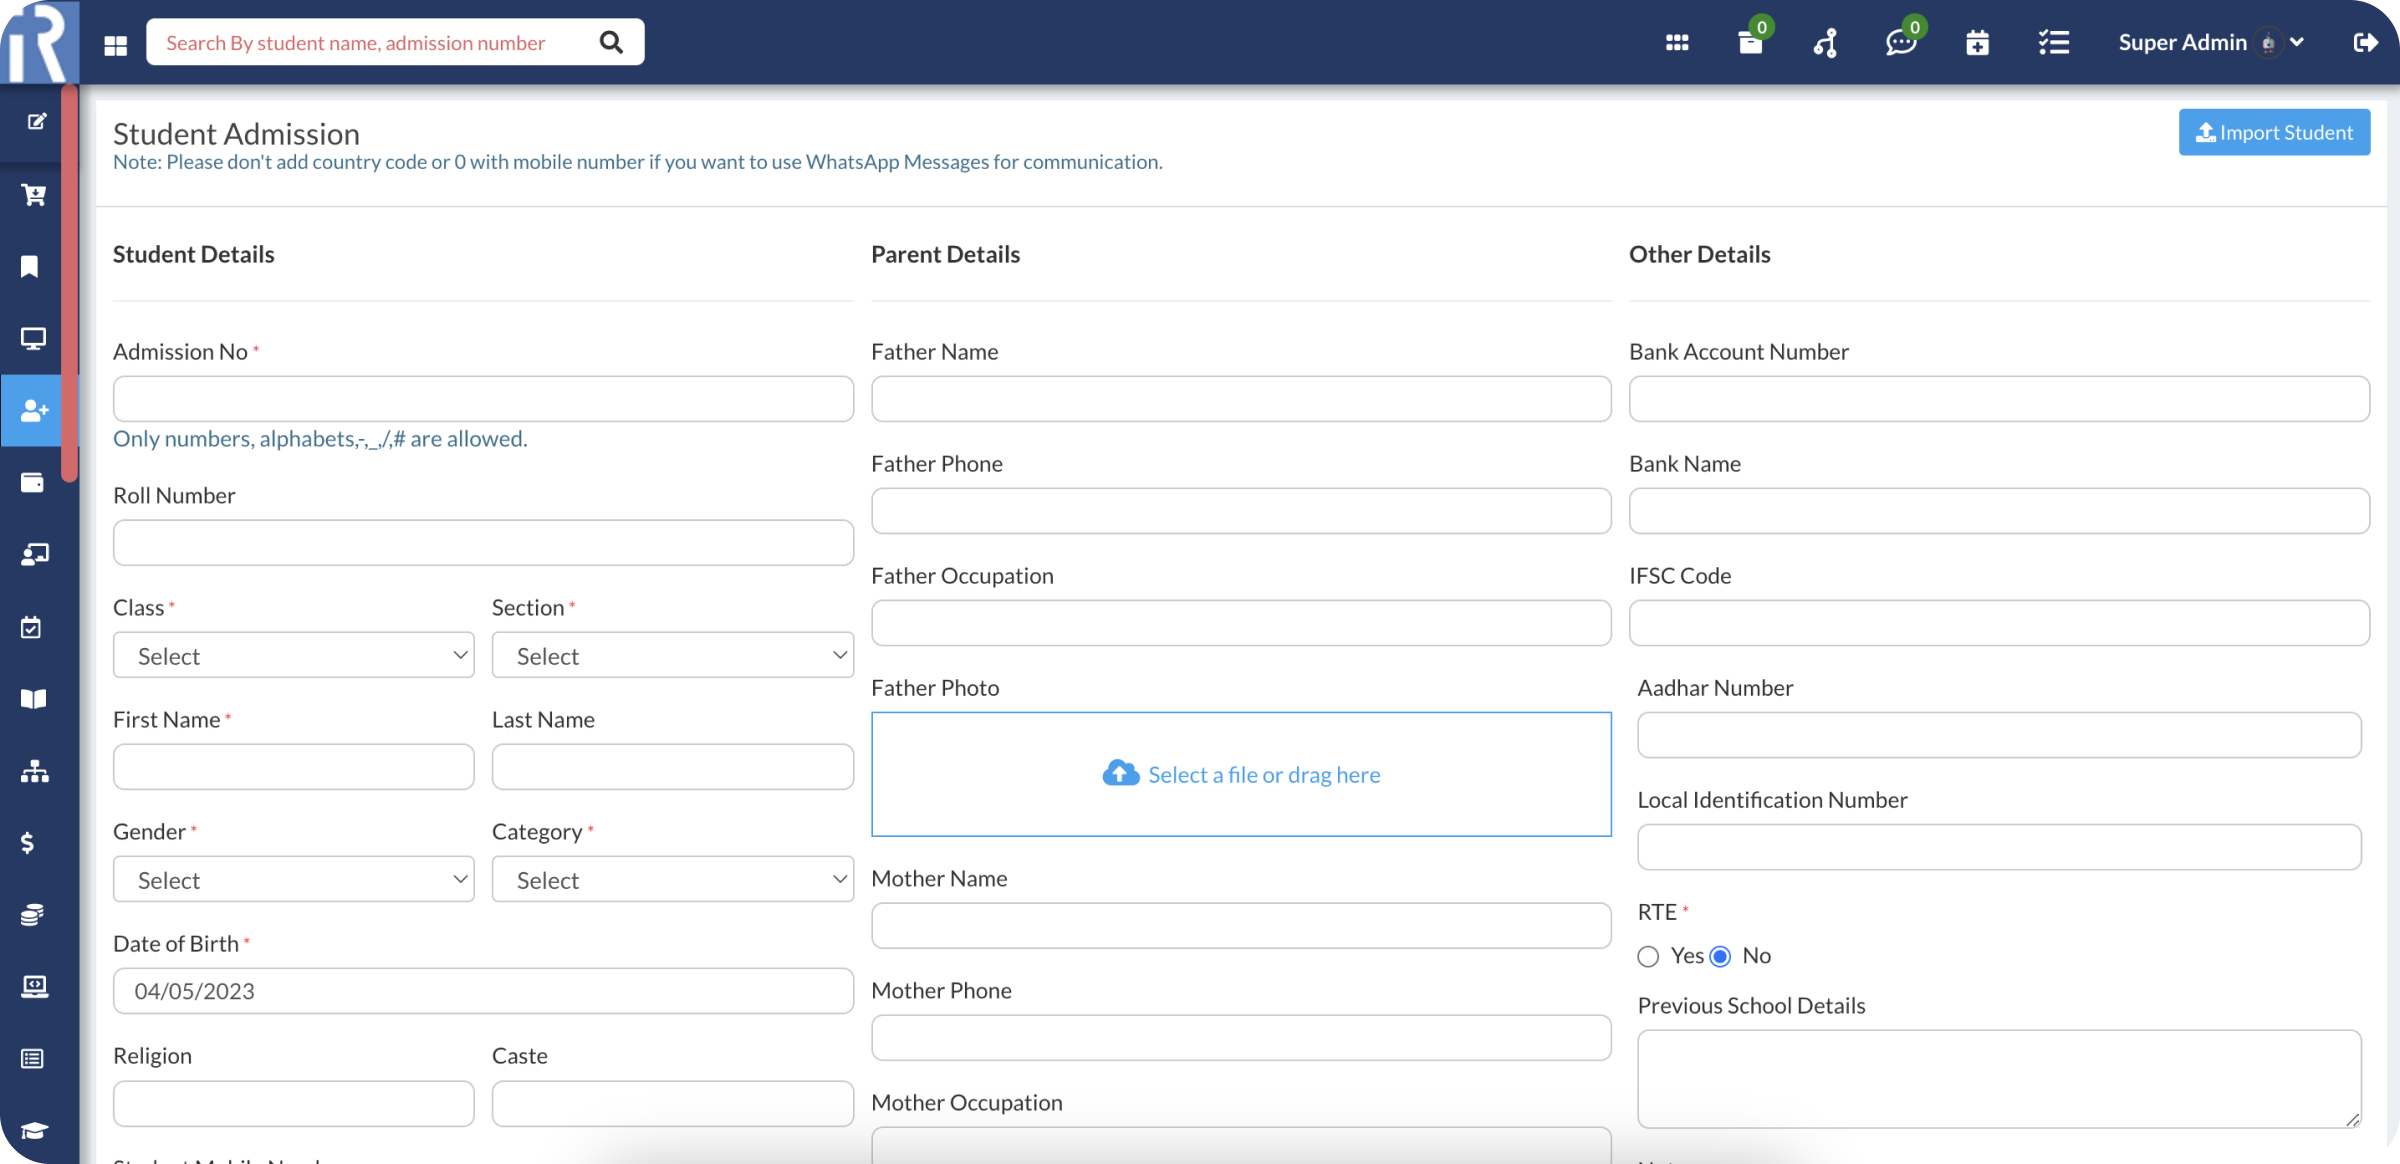 R
Search By student name, admission number
0
0
Super Admin
Student Admission
Import Student
Note: Please don't add country code or 0 with mobile number if you want to use WhatsApp Messages for communication.
Student Details
Admission No *
Only numbers, alphabets,-,_,/,# are allowed.
Roll Number
Class *
Section *
Select
Select
First Name *
Last Name
Gender *
Category *
Select
Select
Date of Birth *
04/05/2023
Religion
Caste
Parent Details
Father Name
Father Phone
Father Occupation
Father Photo
Select a file or drag here
Mother Name
Mother Phone
Mother Occupation
Other Details
Bank Account Number
Bank Name
IFSC Code
Aadhar Number
Local Identification Number
RTE *
Yes No
Previous School Details